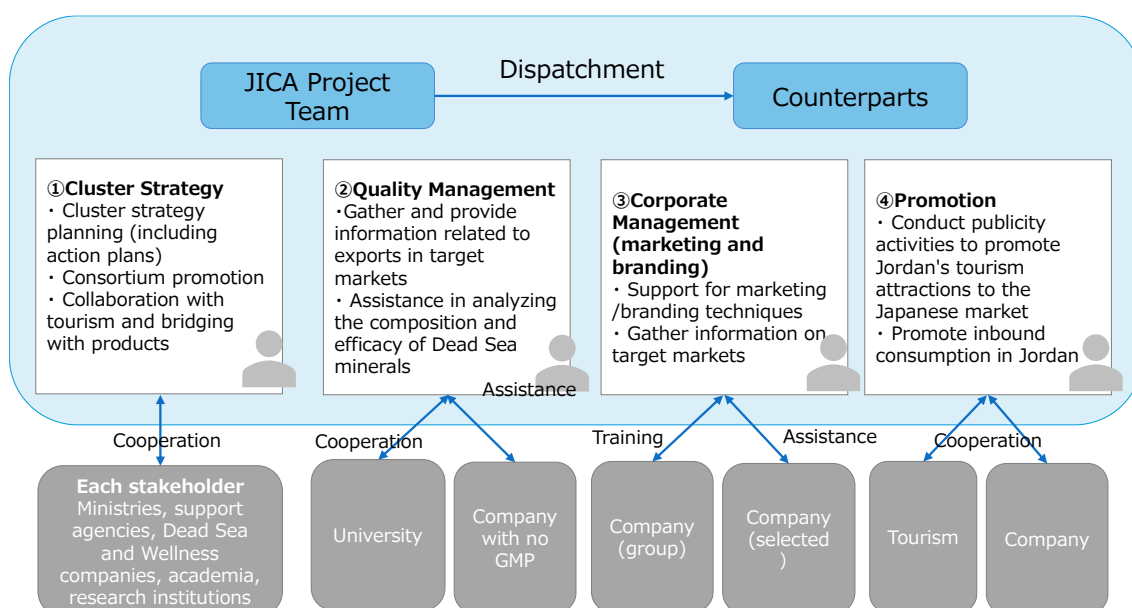 Dispatchment
JICA Project
Team
Counterparts
①Cluster Strategy
・Cluster strategy
planning (including
action plans)
・Consortium promotion
・Collaboration with
tourism and bridging
with products
②Quality Management
・Gather and provide
information related to
exports in target
markets
・Assistance in analyzing
the composition and
efficacy of Dead Sea
minerals
③Corporate
Management
(marketing and
branding)
・Support for marketing
/branding techniques
・Gather information on
target markets
④Promotion
・Conduct publicity
activities to promote
Jordan's tourism
attractions to the
Japanese market
・Promote inbound
consumption in Jordan
Cooperation
Cooperation
Assistance
Training
Assistance
Cooperation
Each stakeholder
Ministries, support
agencies, Dead Sea
and Wellness
companies, academia,
research institutions
University
Company
with no
GMP
Company
(group)
Company
(selected
)
Tourism
Company